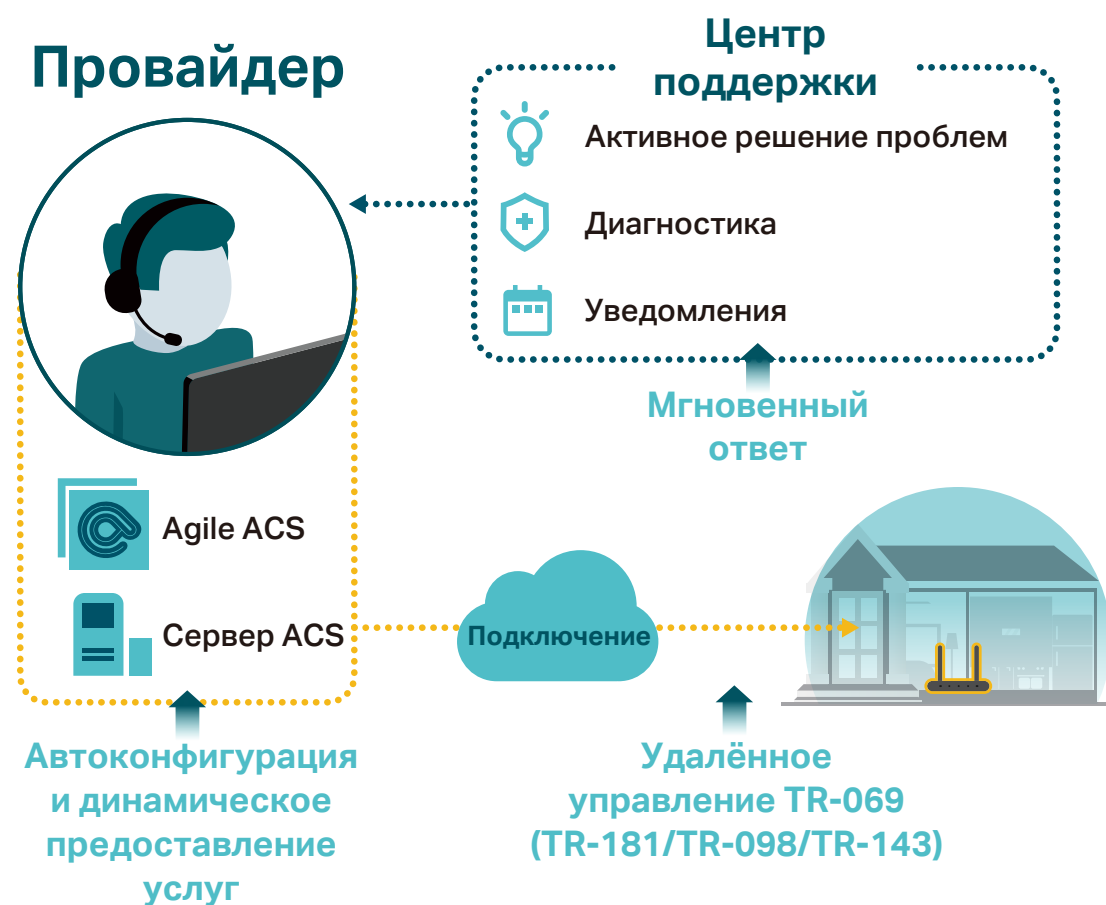 Провайдер
Центр
поддержки
Активное решение проблем
Диагностика
Уведомления
Мгновенный
ответ
Agile ACS
Сервер ACS
Подключение
Автоконфигурация
и динамическое
предоставление
услуг
Удалённое
управление TR-069
(TR-181/TR-098/TR-143)